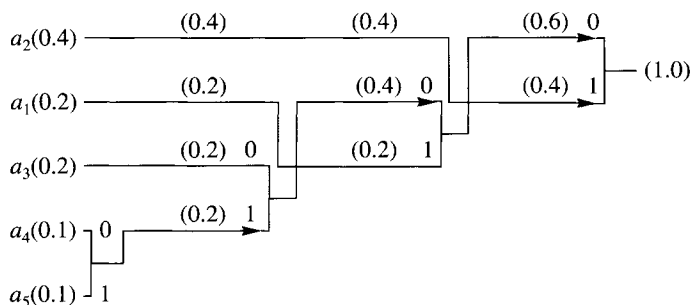 a₂(0.4) (0.4) (0.4) (0.6) 0
(1.0)
a₁(0.2) (0.2) (0.4) 0 (0.4) 1
a₃(0.2) (0.2) 0 (0.2) 1
a₄(0.1) 0 (0.2) 1
a₅(0.1) 1